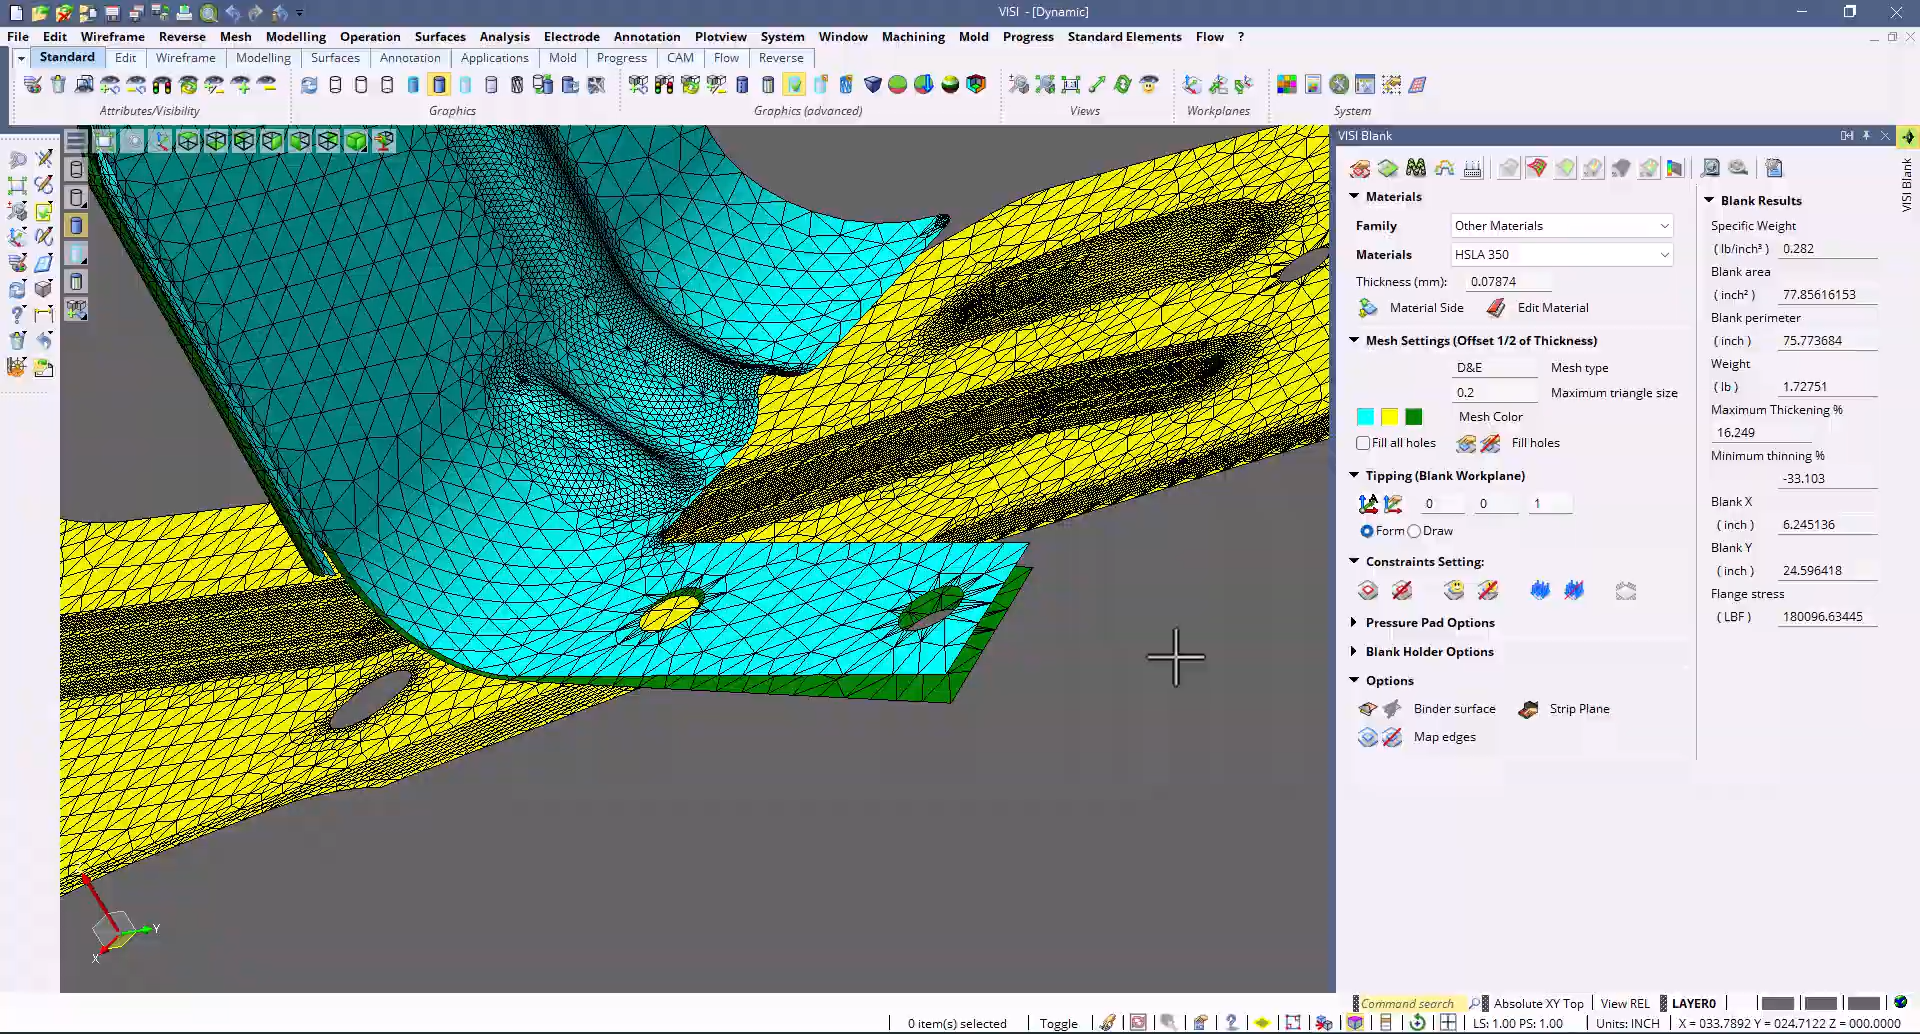 VISI - [Dynamic]
File Edit Wireframe Reverse Mesh Modelling Operation Surfaces Analysis Electrode Annotation Plotview System Window Machining Mold Progress Standard Elements Flow ?
Standard Edit Wireframe Modelling Surfaces Annotation Applications Mold Progress CAM Flow Reverse
Attributes/Visibility Graphics Graphics (advanced) Views Workplanes System
VISI Blank
VISI Blank
Materials
Family Other Materials
Materials HSLA 350
Thickness (mm): 0.07874
Material Side Edit Material
Mesh Settings (Offset 1/2 of Thickness)
D&E Mesh type
0.2 Maximum triangle size
Mesh Color
Fill all holes Fill holes
Tipping (Blank Workplane)
0 0 1
Form Draw
Constraints Setting:
Pressure Pad Options
Blank Holder Options
Options
Binder surface Strip Plane
Map edges
Blank Results
Specific Weight
( lb/inch³ ) 0.282
Blank area
( inch² ) 77.85616153
Blank perimeter
( inch ) 75.773684
Weight
( lb ) 1.72751
Maximum Thickening %
16.249
Minimum thinning %
-33.103
Blank X
( inch ) 6.245136
Blank Y
( inch ) 24.596418
Flange stress
( LBF ) 180096.63445
Y
X
Command search Absolute XY Top View REL LAYER0
0 item(s) selected Toggle LS: 1.00 PS: 1.00 Units: INCH X = 033.7892 Y = 024.7122 Z = 000.0000